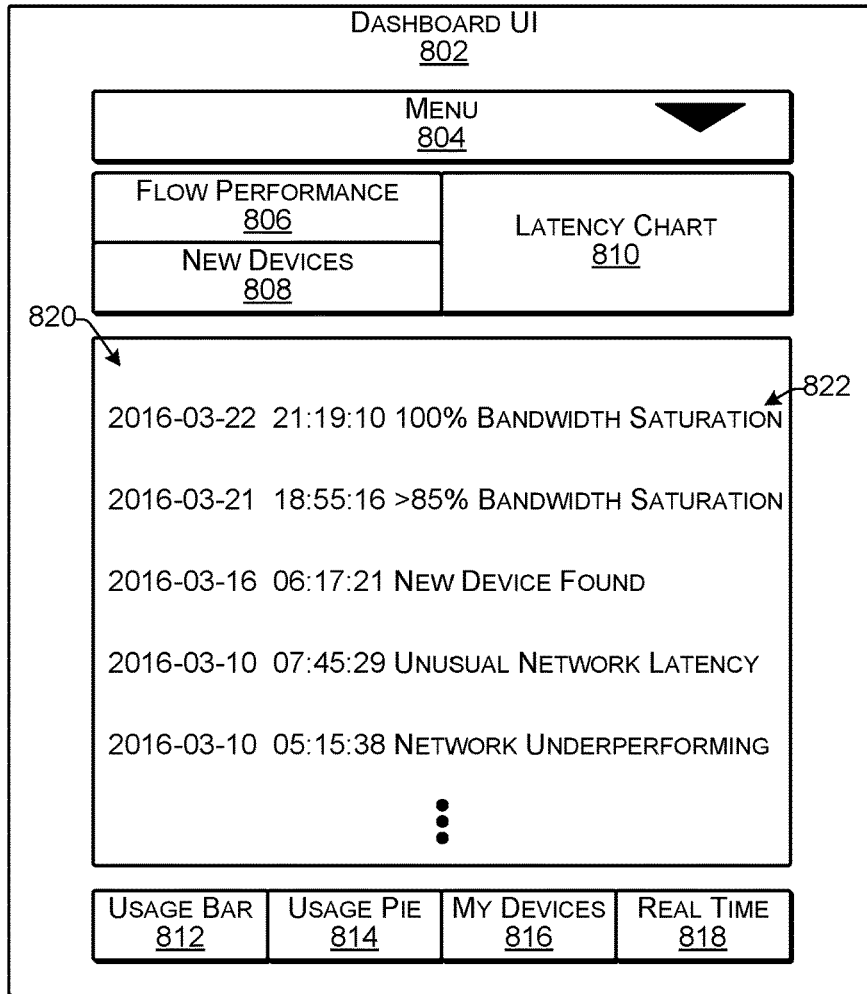 DASHBOARD UI
802
MENU
804
FLOW PERFORMANCE
806
NEW DEVICES
808
LATENCY CHART
810
820
822
2016-03-22 21:19:10 100% BANDWIDTH SATURATION
2016-03-21 18:55:16 >85% BANDWIDTH SATURATION
2016-03-16 06:17:21 NEW DEVICE FOUND
2016-03-10 07:45:29 UNUSUAL NETWORK LATENCY
2016-03-10 05:15:38 NETWORK UNDERPERFORMING
USAGE BAR
812
USAGE PIE
814
MY DEVICES
816
REAL TIME
818